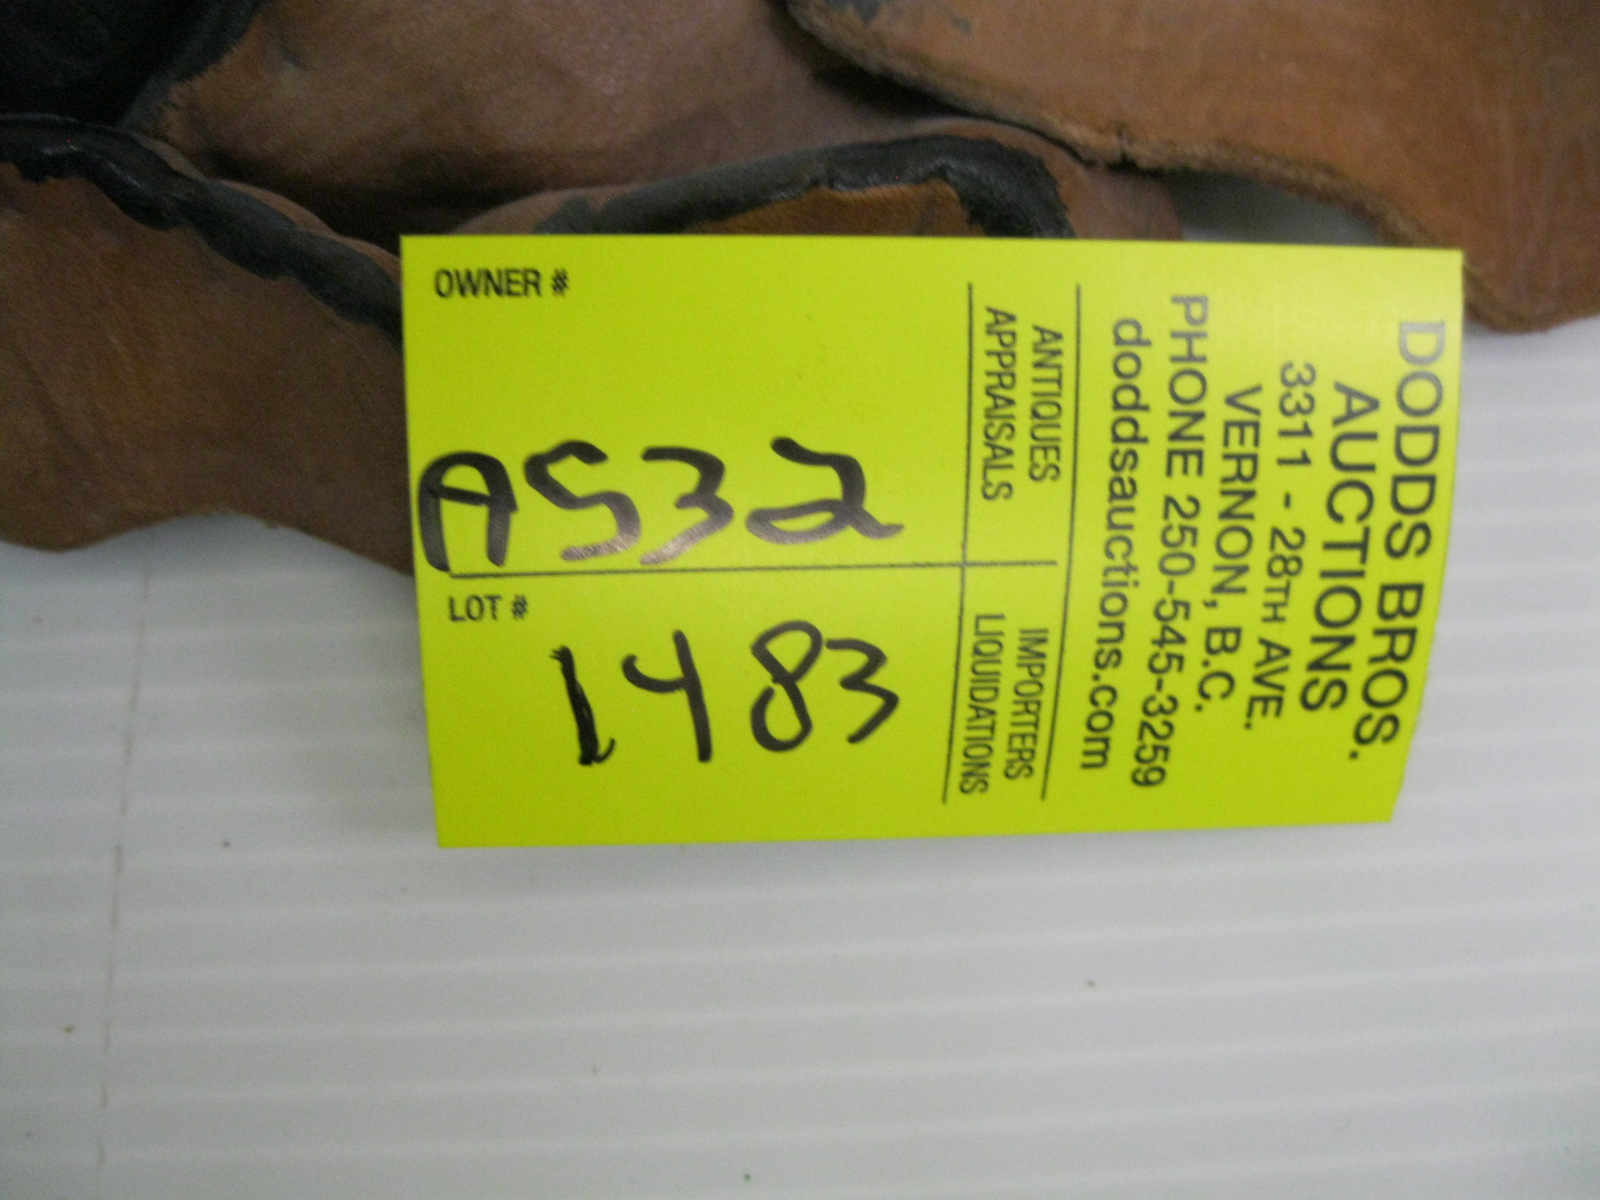 DODDS BROS.
AUCTIONS
3311 - 28TH AVE.
VERNON, B.C.
PHONE 250-545-3259
doddsauctions.com
ANTIQUES
APPRAISALS
IMPORTERS
LIQUIDATIONS
OWNER #
A532
LOT #
1483